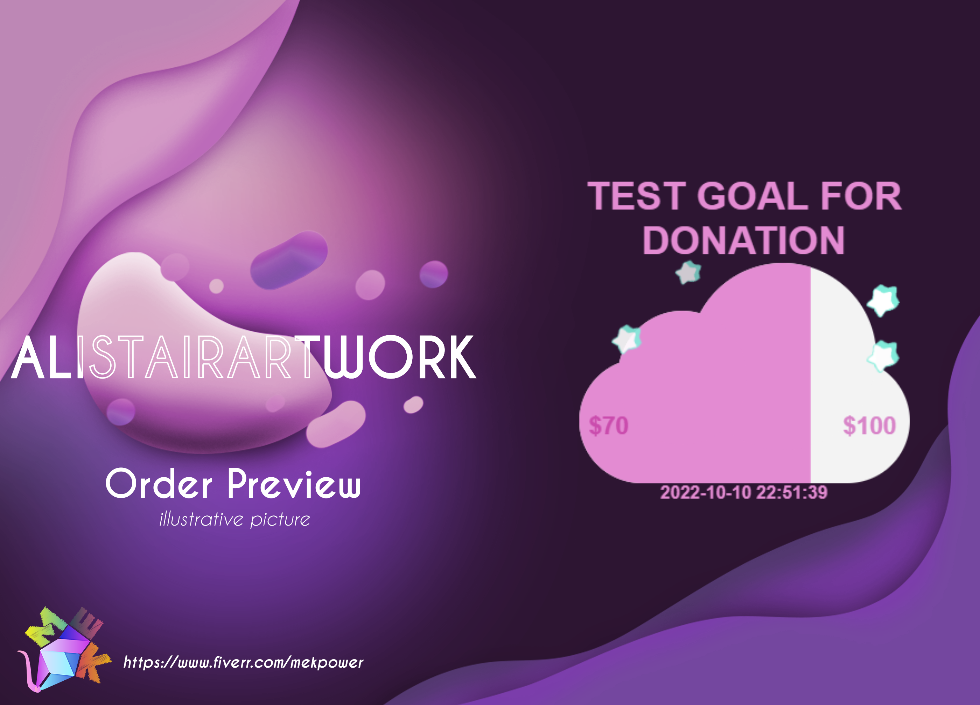 ALISTAIRARTWORK
Order Preview
illustrative picture
MEK
https://www.fiverr.com/mekpower
TEST GOAL FOR
DONATION
$70 $100
2022-10-10 22:51:39